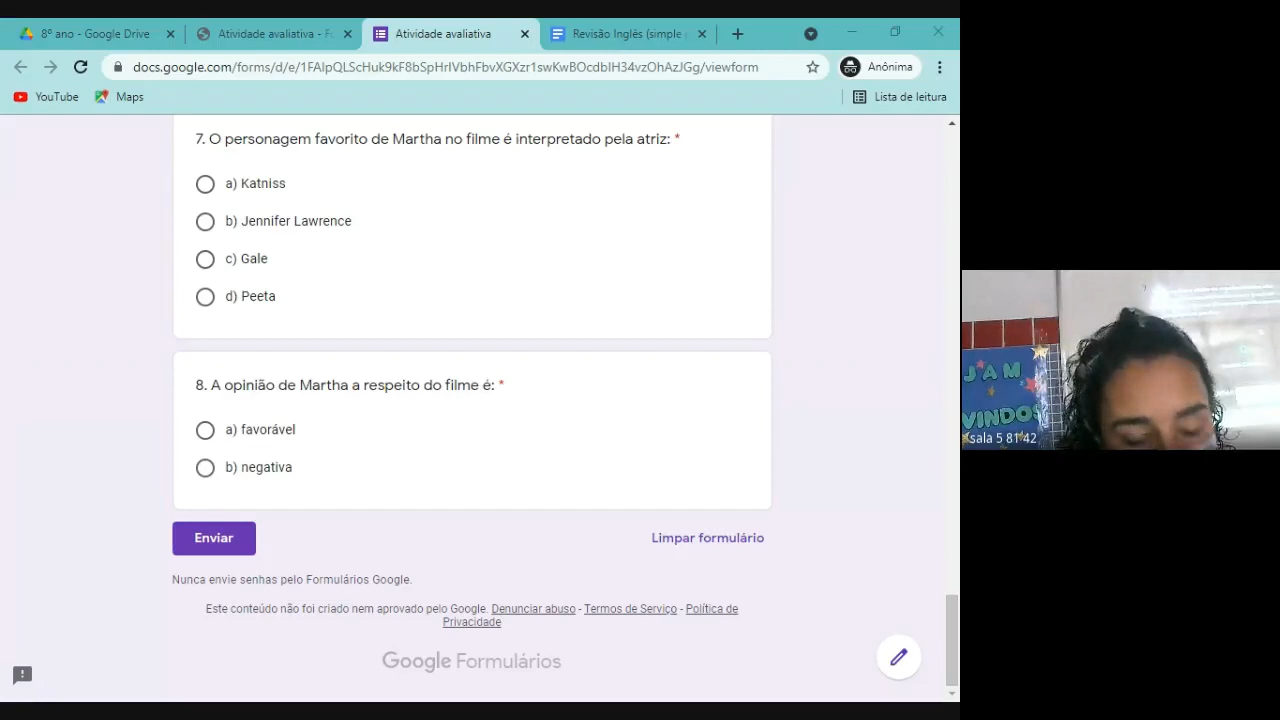 8º ano - Google Drive
Atividade avaliativa - Fo
Atividade avaliativa
Revisão Inglês (simple
docs.google.com/forms/d/e/1FAIpQLScHuk9kF8bSpHrIVbhFbvXGXzr1swKwBOcdbIH34vzOhAzJGg/viewform
Anônima
YouTube
Maps
Lista de leitura
7. O personagem favorito de Martha no filme é interpretado pela atriz: *
a) Katniss
b) Jennifer Lawrence
c) Gale
d) Peeta
8. A opinião de Martha a respeito do filme é: *
a) favorável
b) negativa
Enviar
Limpar formulário
Nunca envie senhas pelo Formulários Google.
Este conteúdo não foi criado nem aprovado pelo Google. Denunciar abuso - Termos de Serviço - Política de
Privacidade
Google Formulários
JAM
VINDOS
sala 5 81 42